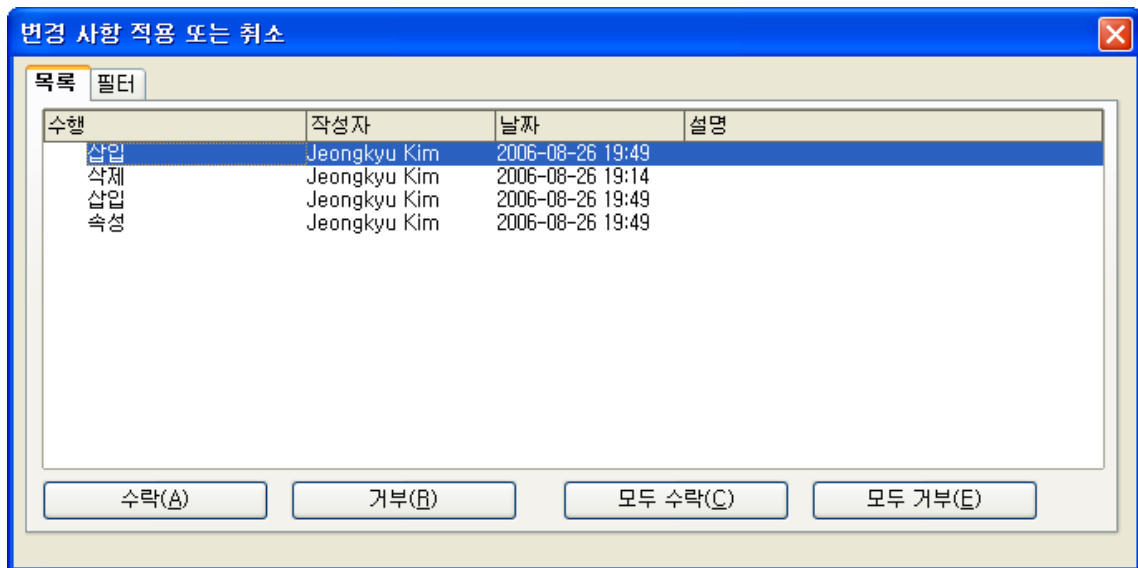 변경 사항 적용 또는 취소
목록 필터
수행 작성자 날짜 설명
삽입 Jeongkyu Kim 2006-08-26 19:49
삭제 Jeongkyu Kim 2006-08-26 19:14
삽입 Jeongkyu Kim 2006-08-26 19:49
속성 Jeongkyu Kim 2006-08-26 19:49
수락(A) 거부(R) 모두 수락(C) 모두 거부(E)